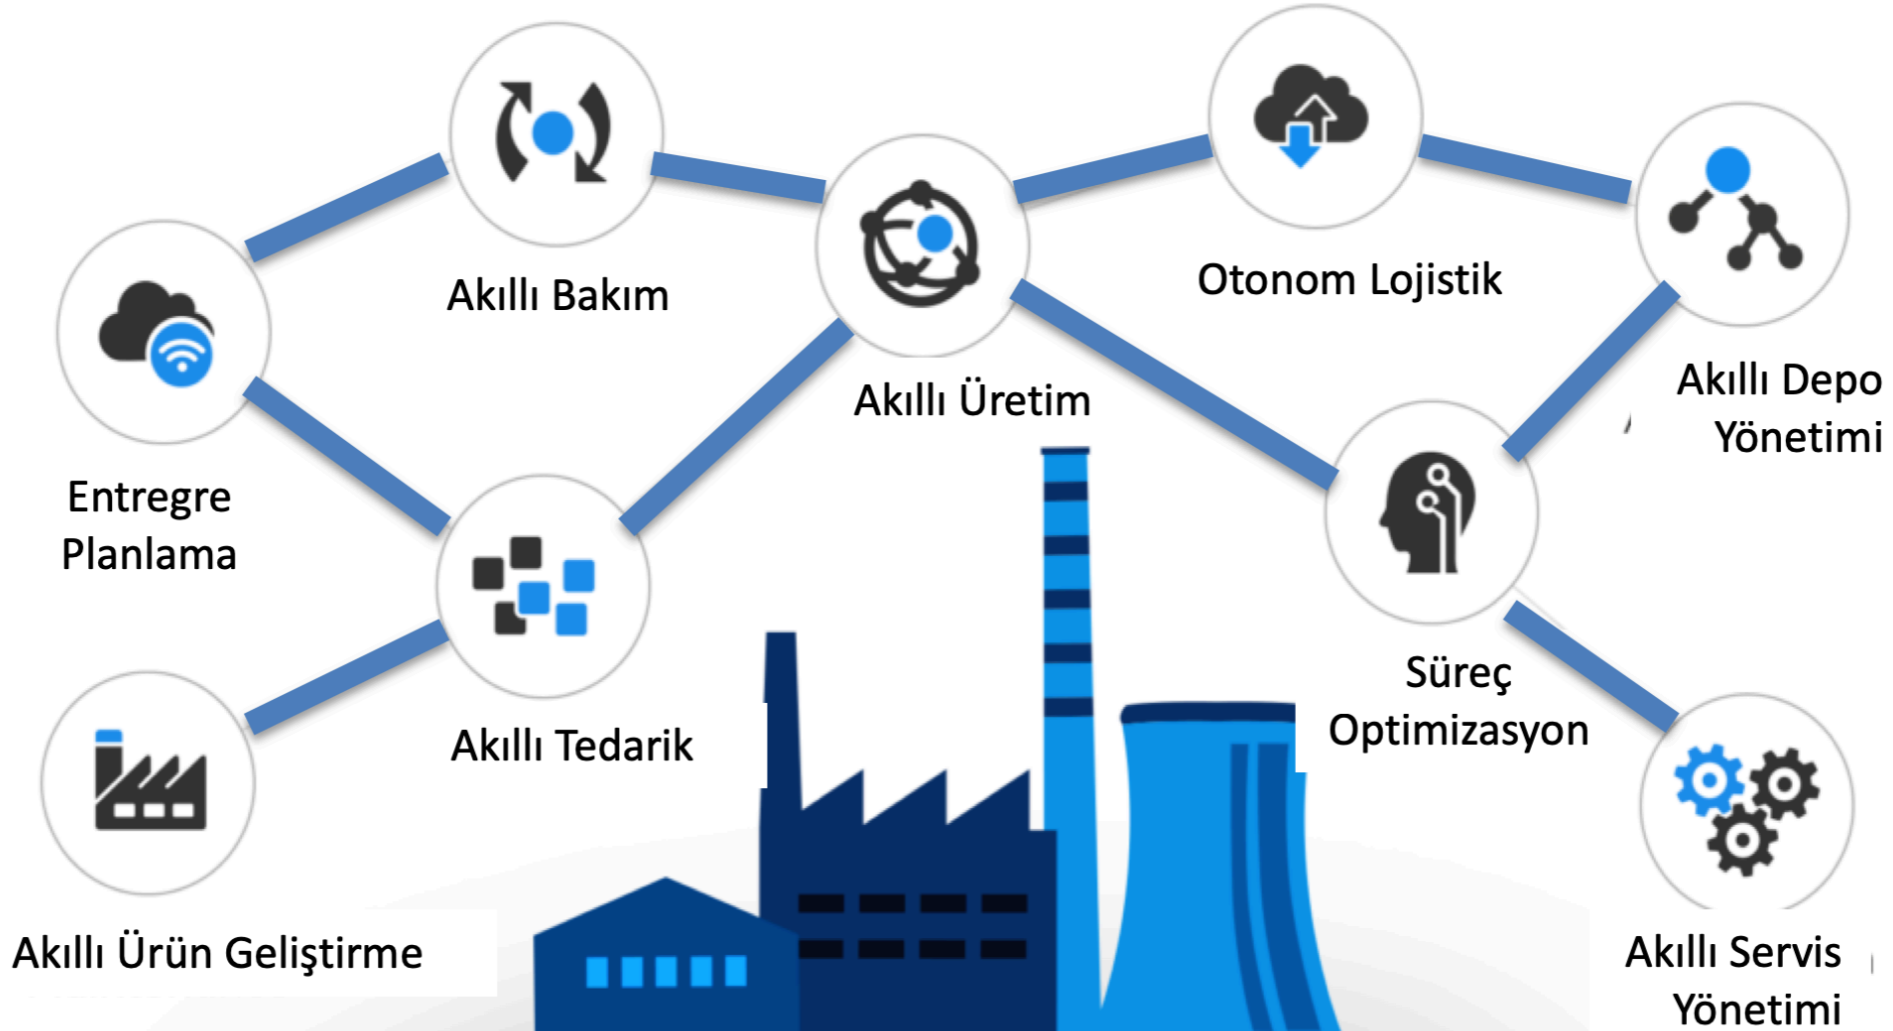 Akıllı Bakım
Otonom Lojistik
Akıllı Üretim
Akıllı Depo
Yönetimi
Entregre
Planlama
Süreç
Optimizasyon
Akıllı Tedarik
Akıllı Ürün Geliştirme
Akıllı Servis
Yönetimi